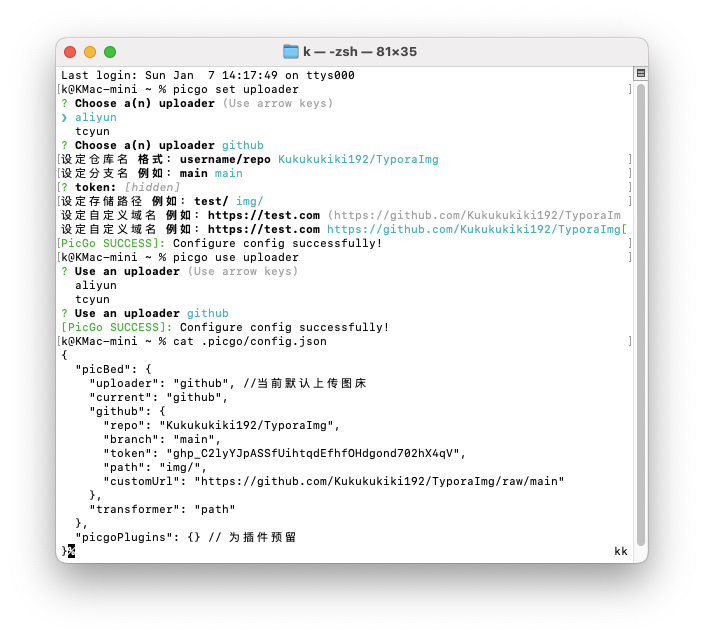 k — -zsh — 81×35
Last login: Sun Jan  7 14:17:49 on ttys000
[k@KMac-mini ~ % picgo set uploader ]
? Choose a(n) uploader (Use arrow keys)
❯ aliyun
  tcyun
? Choose a(n) uploader github
[设定仓库名 格式：username/repo Kukukukiki192/TyporaImg ]
[设定分支名 例如：main main ]
[? token: [hidden] ]
[设定存储路径 例如：test/ img/ ]
设定自定义域名 例如：https://test.com (https://github.com/Kukukukiki192/TyporaIm
设定自定义域名 例如：https://test.com https://github.com/Kukukukiki192/TyporaImg[
[PicGo SUCCESS]: Configure config successfully! ]
[k@KMac-mini ~ % picgo use uploader ]
? Use an uploader (Use arrow keys)
  aliyun
  tcyun
? Use an uploader github
[PicGo SUCCESS]: Configure config successfully!
[k@KMac-mini ~ % cat .picgo/config.json ]
{
  "picBed": {
    "uploader": "github", //当前默认上传图床
    "current": "github",
    "github": {
      "repo": "Kukukukiki192/TyporaImg",
      "branch": "main",
      "token": "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",
      "path": "img/",
      "customUrl": "https://github.com/Kukukukiki192/TyporaImg/raw/main"
    },
    "transformer": "path"
  },
  "picgoPlugins": {} // 为插件预留
}% kk